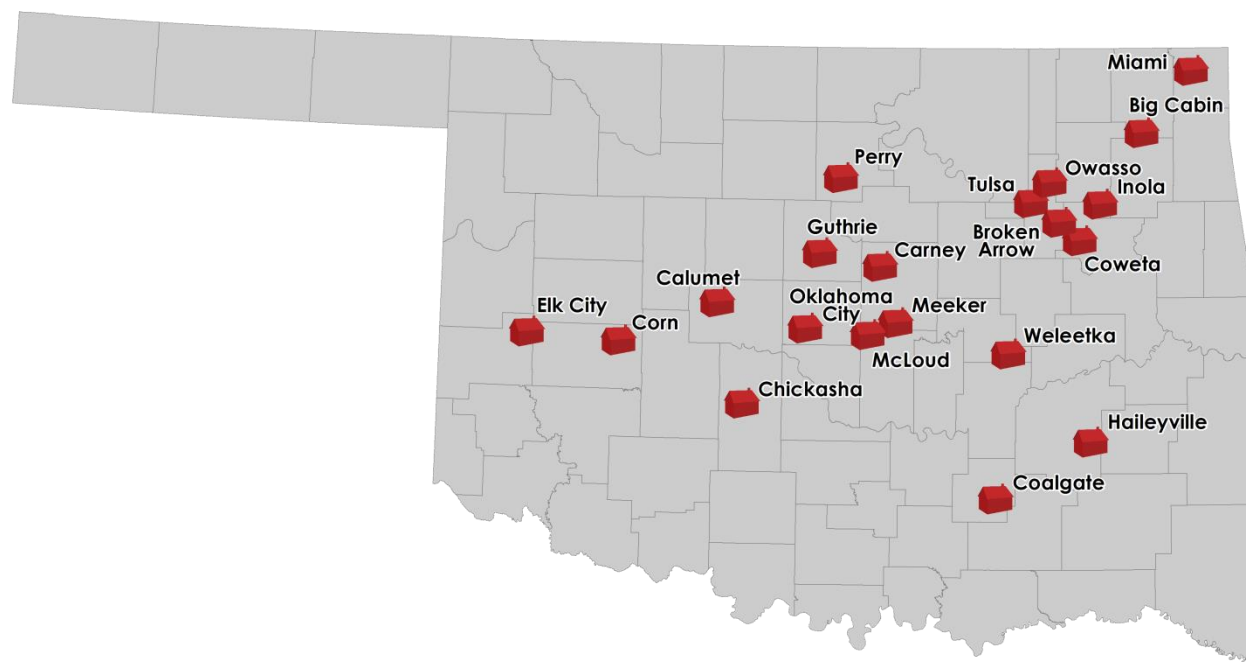 Miami
Big Cabin
Perry
Owasso
Tulsa
Inola
Guthrie
Broken
Arrow
Carney
Coweta
Calumet
Oklahoma
City
Elk City
Meeker
Corn
Weleetka
McLoud
Chickasha
Haileyville
Coalgate